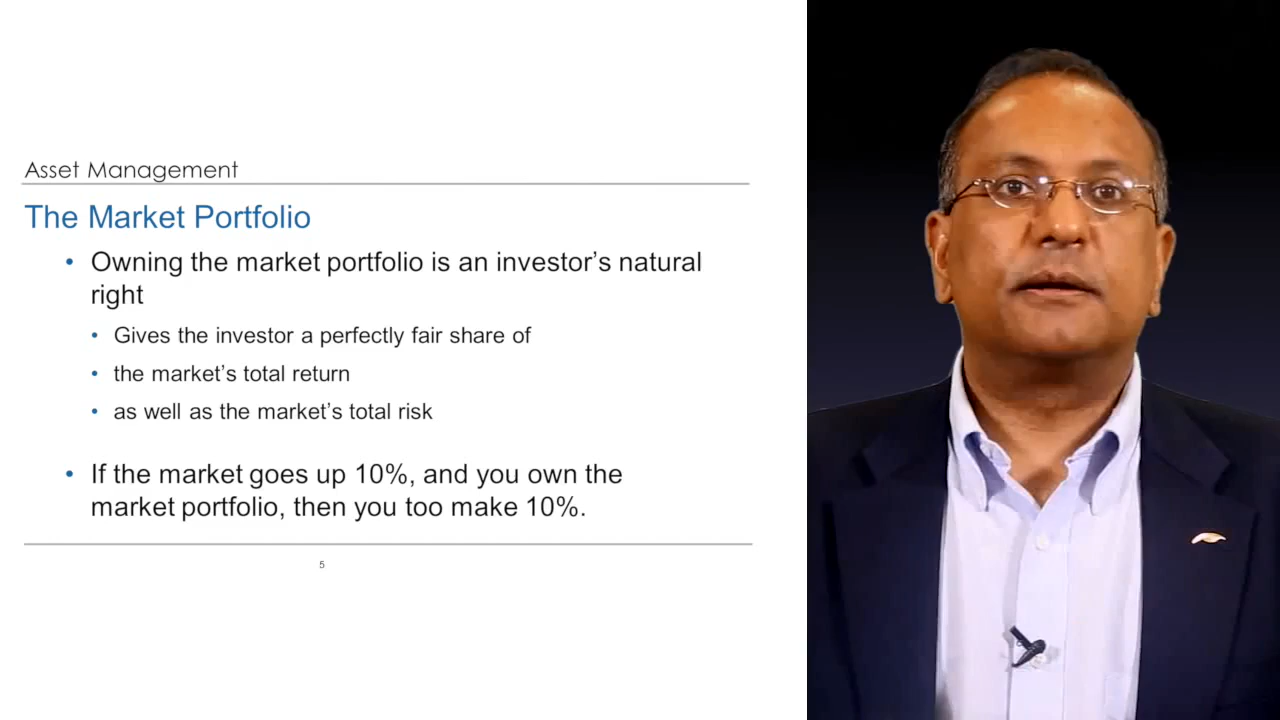 Asset Management
The Market Portfolio
• Owning the market portfolio is an investor’s natural
right
• Gives the investor a perfectly fair share of
• the market’s total return
• as well as the market’s total risk
• If the market goes up 10%, and you own the
market portfolio, then you too make 10%.
5